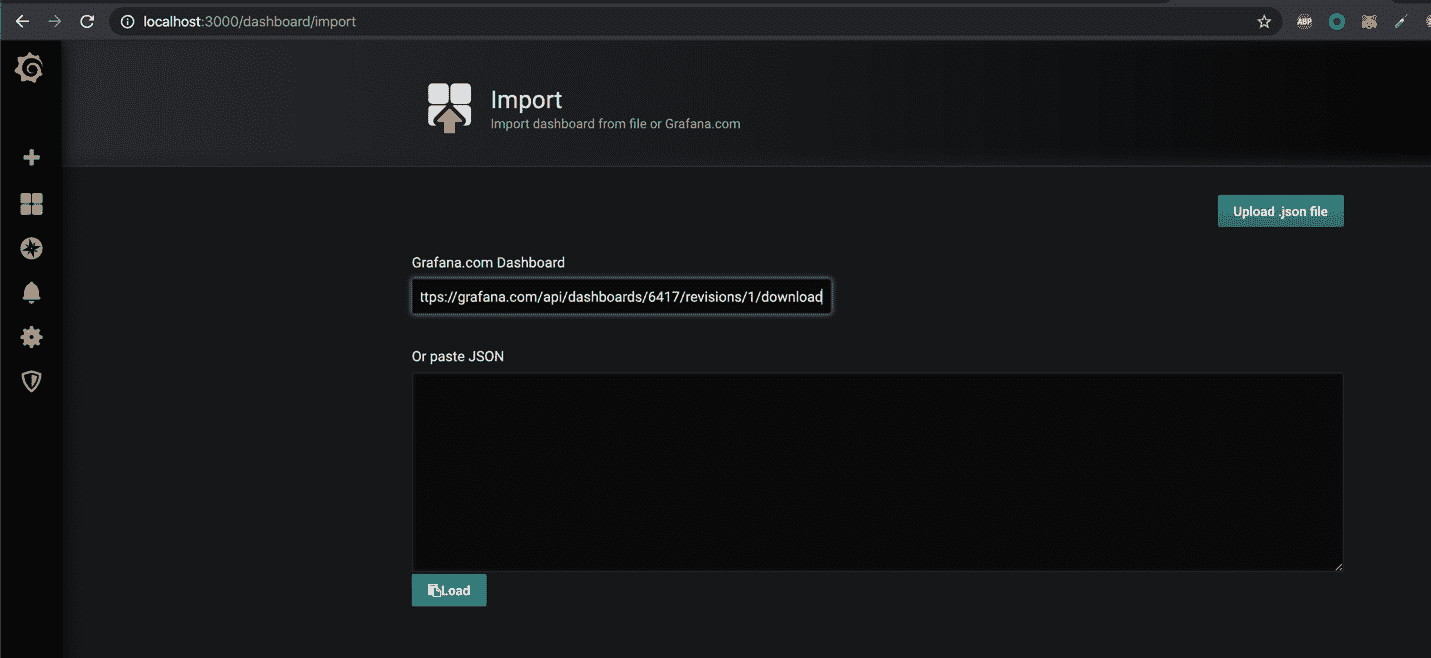 localhost:3000/dashboard/import
ABP
Import
Import dashboard from file or Grafana.com
Upload .json file
Grafana.com Dashboard
ttps://grafana.com/api/dashboards/6417/revisions/1/download
Or paste JSON
Load